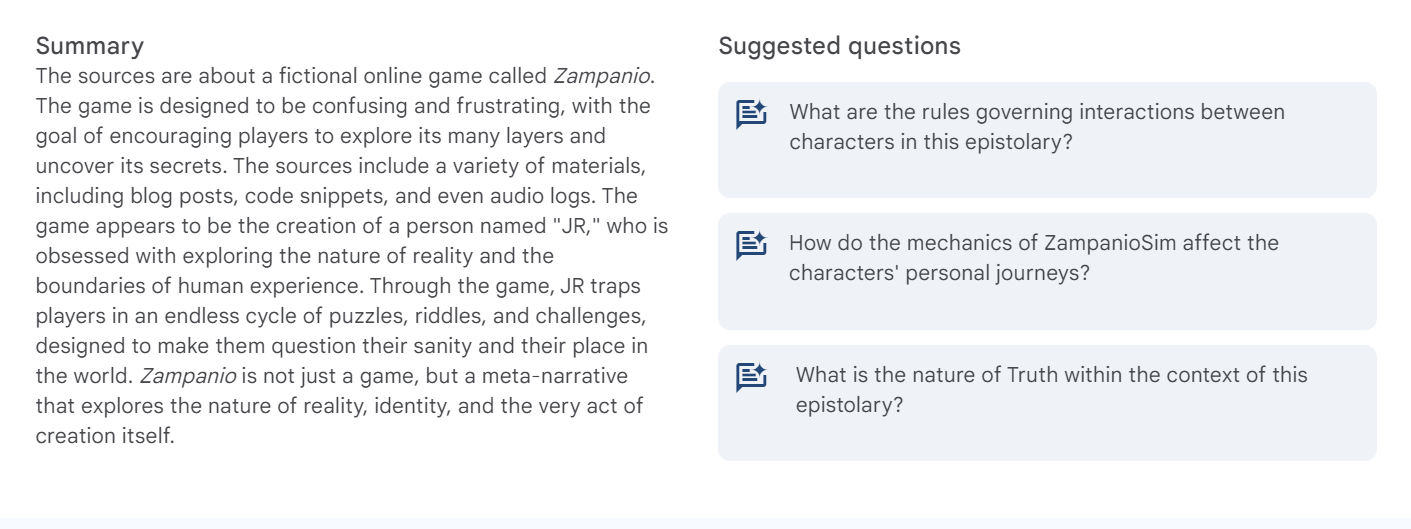 Summary
The sources are about a fictional online game called Zampanio.
The game is designed to be confusing and frustrating, with the
goal of encouraging players to explore its many layers and
uncover its secrets. The sources include a variety of materials,
including blog posts, code snippets, and even audio logs. The
game appears to be the creation of a person named "JR," who is
obsessed with exploring the nature of reality and the
boundaries of human experience. Through the game, JR traps
players in an endless cycle of puzzles, riddles, and challenges,
designed to make them question their sanity and their place in
the world. Zampanio is not just a game, but a meta-narrative
that explores the nature of reality, identity, and the very act of
creation itself.
Suggested questions
What are the rules governing interactions between
characters in this epistolary?
How do the mechanics of ZampanioSim affect the
characters' personal journeys?
What is the nature of Truth within the context of this
epistolary?